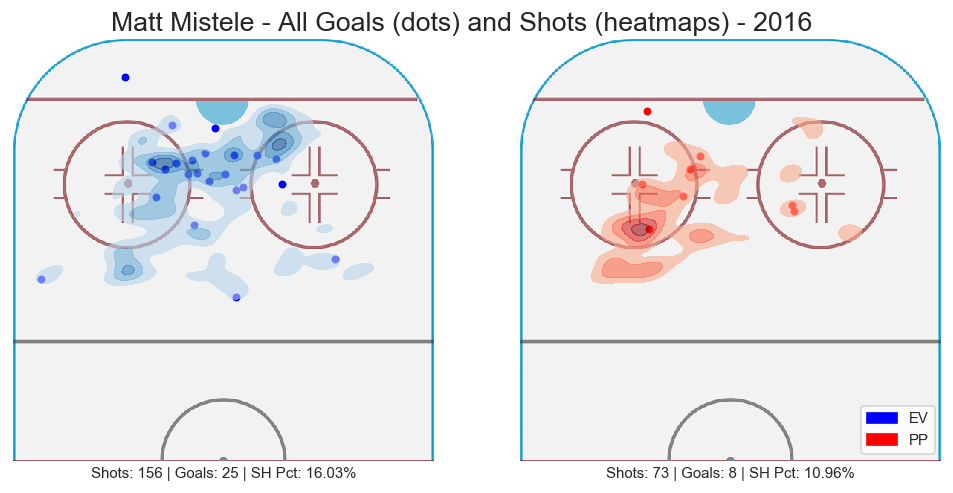 Matt Mistele - All Goals (dots) and Shots (heatmaps) - 2016
EV
PP
Shots: 156 | Goals: 25 | SH Pct: 16.03%
Shots: 73 | Goals: 8 | SH Pct: 10.96%